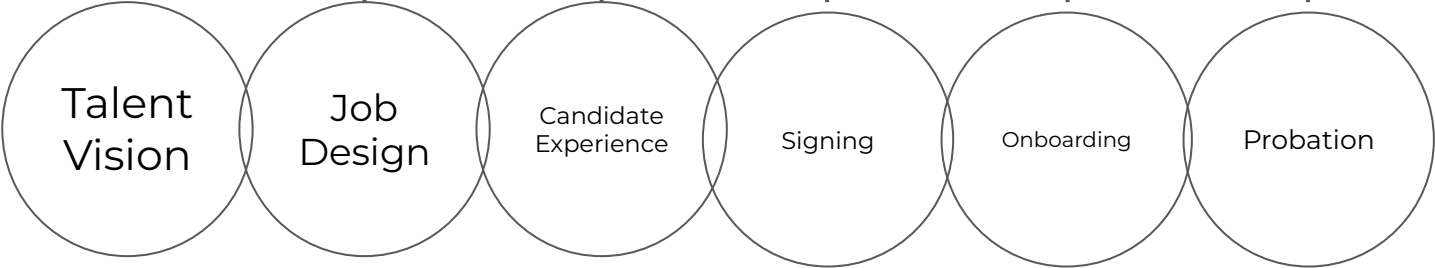 Talent
Vision
Job
Design
Candidate
Experience
Signing
Onboarding
Probation